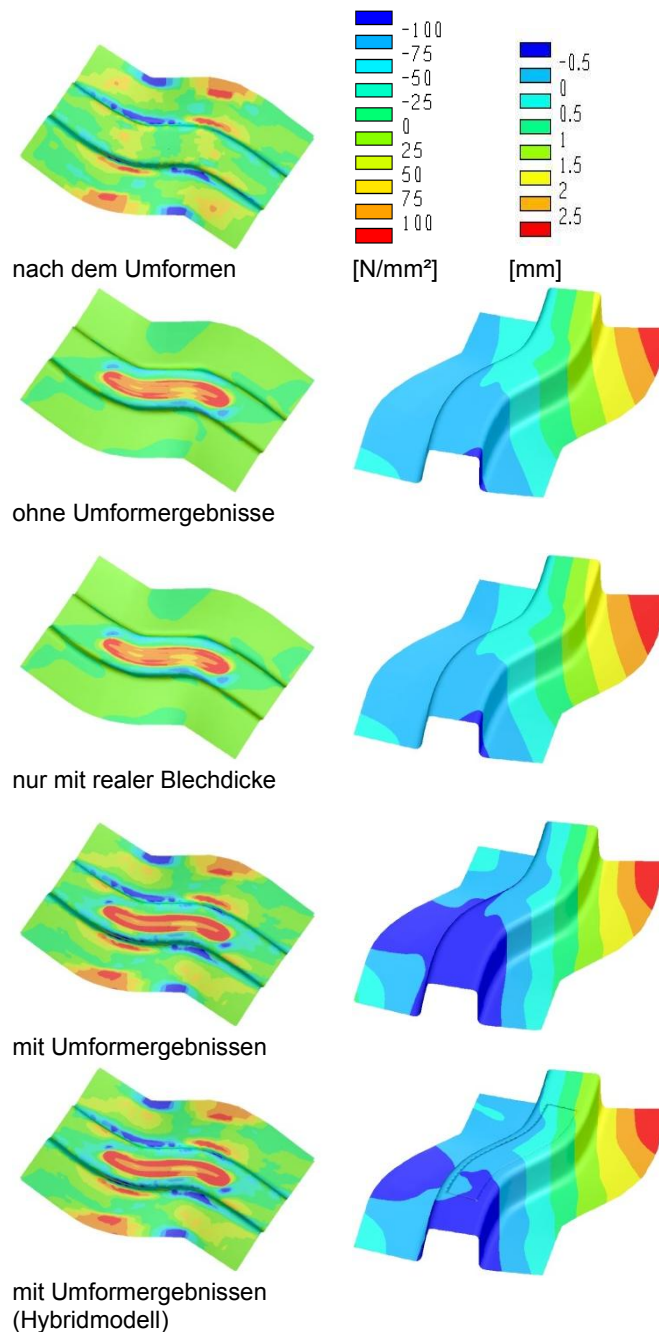 -100
-75
-50
-25
0
25
50
75
100
-0.5
0
0.5
1
1.5
2
2.5
nach dem Umformen
[N/mm²]
[mm]
ohne Umformergebnisse
nur mit realer Blechdicke
mit Umformergebnissen
mit Umformergebnissen
(Hybridmodell)